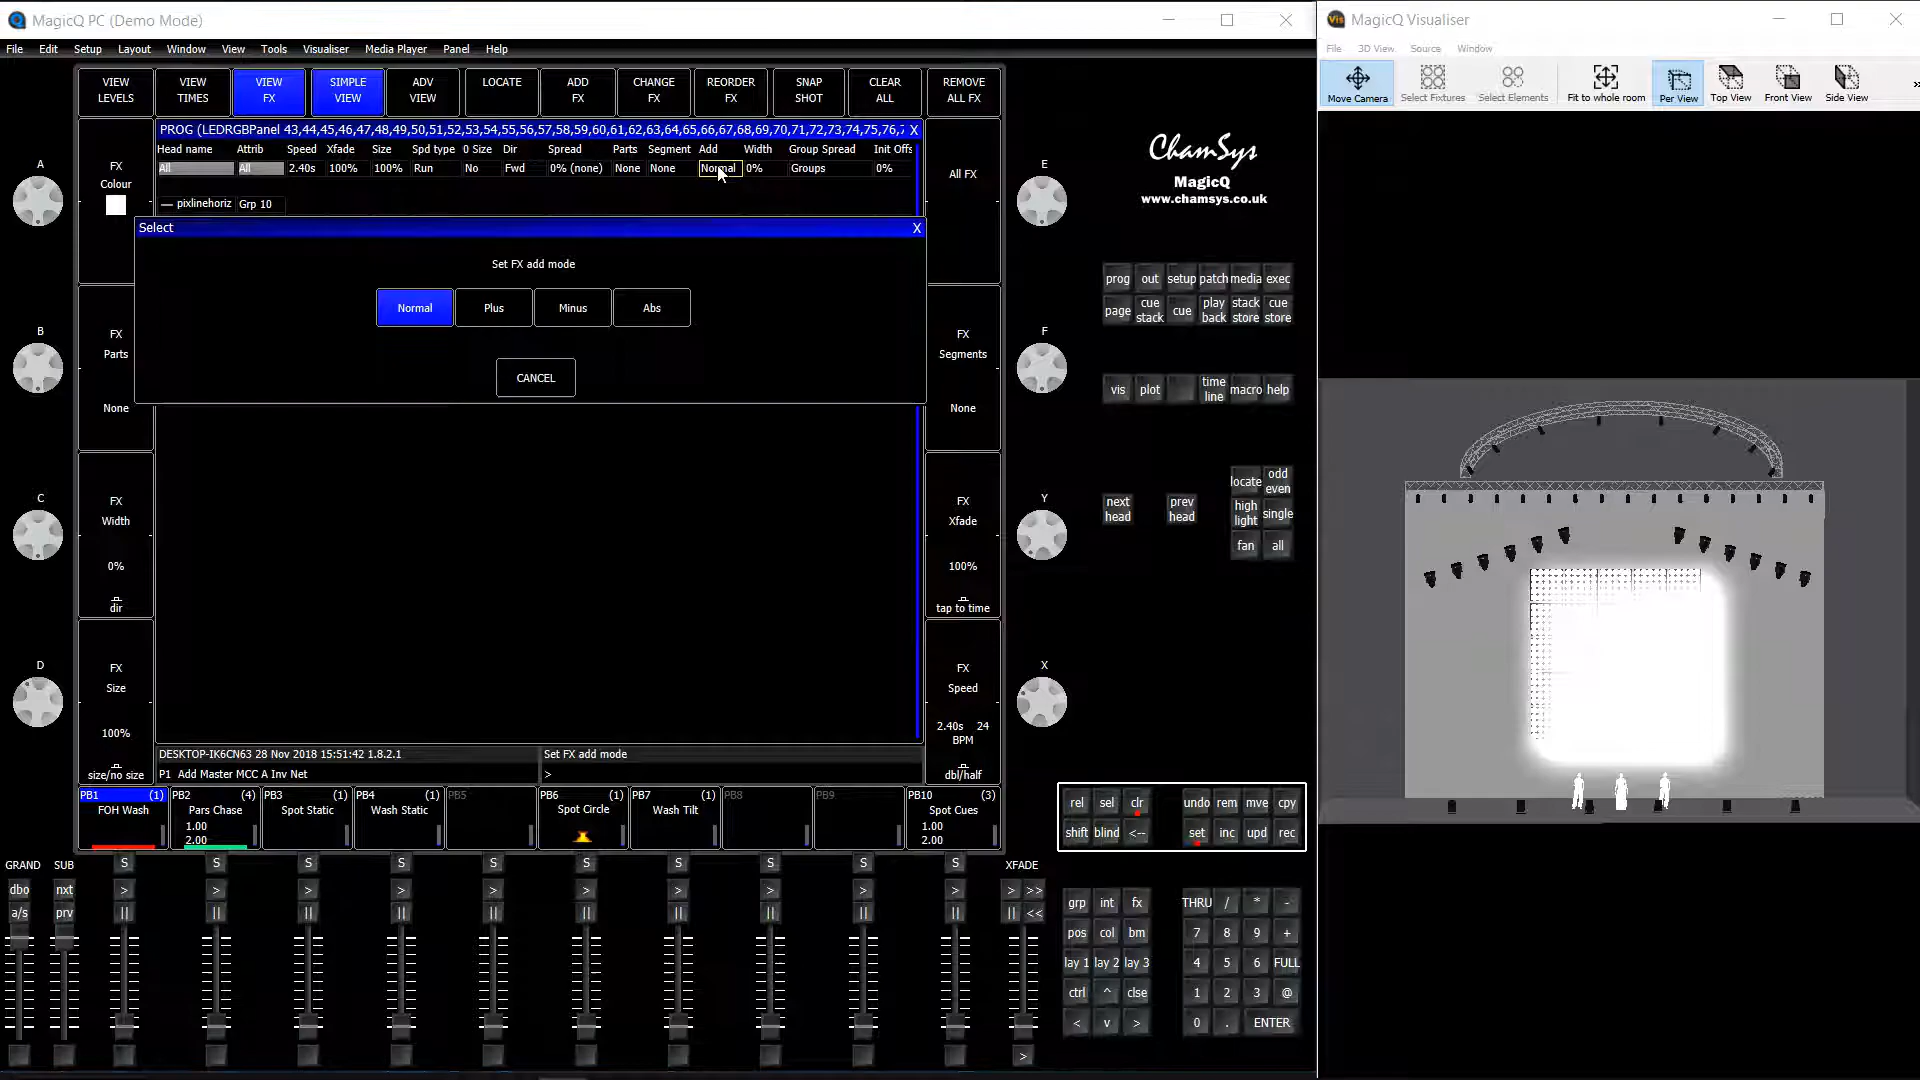 MagicQ PC (Demo Mode)
File Edit Setup Layout Window View Tools Visualiser Media Player Panel Help
VIEW LEVELS
VIEW TIMES
VIEW FX
SIMPLE VIEW
ADV VIEW
LOCATE
ADD FX
CHANGE FX
REORDER FX
SNAP SHOT
CLEAR ALL
REMOVE ALL FX
PROG (LEDRGBPanel 43,44,45,46,47,48,49,50,51,52,53,54,55,56,57,58,59,60,61,62,63,64,65,66,67,68,69,70,71,72,73,74,75,76, X
Head name Attrib Speed Xfade Size Spd type 0 Size Dir Spread Parts Segment Add Width Group Spread Init Offs
All All 2.40s 100% 100% Run No Fwd 0% (none) None None Normal 0% Groups 0%
pixlinehoriz Grp 10
Select X
Set FX add mode
Normal Plus Minus Abs
CANCEL
A
FX
Colour
B
FX
Parts
None
C
FX
Width
0%
dir
D
FX
Size
100%
size/no size
All FX
E
FX
Segments
None
F
FX
Xfade
100%
tap to time
Y
FX
Speed
2.40s 24
BPM
dbl/half
X
DESKTOP-IK6CN63 28 Nov 2018 15:51:42 1.8.2.1
Set FX add mode
P1 Add Master MCC A Inv Net
>
PB1 (1)
FOH Wash
PB2 (4)
Pars Chase
1.00
2.00
PB3 (1)
Spot Static
PB4 (1)
Wash Static
PB5
PB6 (1)
Spot Circle
PB7 (1)
Wash Tilt
PB8
PB9
PB10 (3)
Spot Cues
1.00
2.00
GRAND SUB
S S S S S S S S S S
XFADE
dbo nxt > > > > > > > > > > > >>
a/s prv || || || || || || || || || || || <<
>
ChamSys
MagicQ
www.chamsys.co.uk
prog out setup patch media exec
page cue stack cue play back stack store cue store
vis plot time line macro help
next head
prev head
locate odd even
high light single
fan all
rel sel clr undo rem mve cpy
shift blind <-- set inc upd rec
grp int fx THRU / * -
pos col bm 7 8 9 +
lay 1 lay 2 lay 3 4 5 6 FULL
ctrl ^ clse 1 2 3 @
< v > 0 . ENTER
Vis MagicQ Visualiser
File 3D View Source Window
Move Camera
Select Fixtures
Select Elements
Fit to whole room
Per View
Top View
Front View
Side View
»